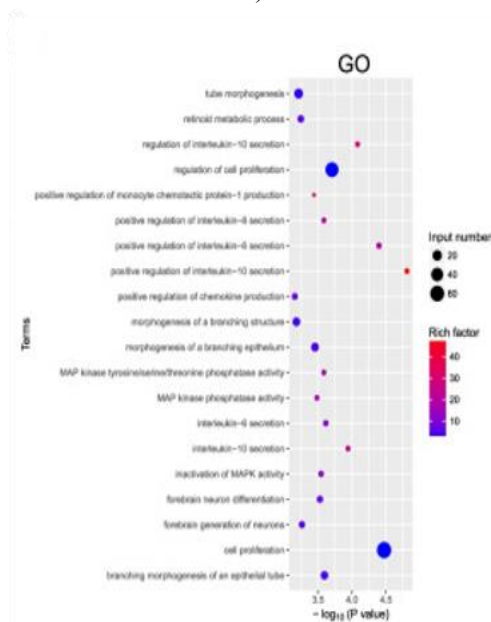 GO
tube morphogenesis
retinoid metabolic process
regulation of interleukin-10 secretion
regulation of cell proliferation
positive regulation of monocyte chemotactic protein-1 production
positive regulation of interleukin-8 secretion
positive regulation of interleukin-6 secretion
positive regulation of interleukin-10 secretion
positive regulation of chemokine production
morphogenesis of a branching structure
morphogenesis of a branching epithelium
MAP kinase tyrosine/serine/threonine phosphatase activity
MAP kinase phosphatase activity
interleukin-6 secretion
interleukin-10 secretion
inactivation of MAPK activity
forebrain neuron differentiation
forebrain generation of neurons
cell proliferation
branching morphogenesis of an epithelial tube
Terms
3.5 4.0 4.5
-log10 (P value)
Input number
20
40
60
Rich factor
40
30
20
10